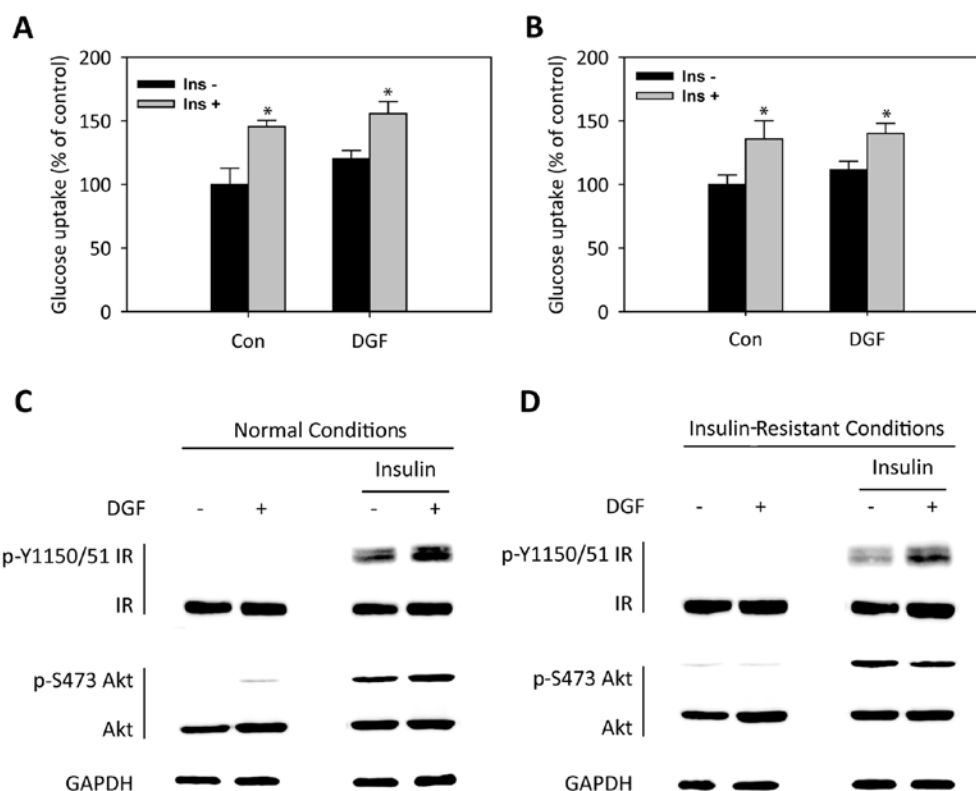 A
Glucose uptake (% of control)
200
150
100
50
0
Ins -
Ins +
*
*
Con
DGF
B
Glucose uptake (% of control)
200
150
100
50
0
Ins -
Ins +
*
*
Con
DGF
C
Normal Conditions
Insulin
DGF - + - +
p-Y1150/51 IR
IR
p-S473 Akt
Akt
GAPDH
D
Insulin-Resistant Conditions
Insulin
DGF - + - +
p-Y1150/51 IR
IR
p-S473 Akt
Akt
GAPDH